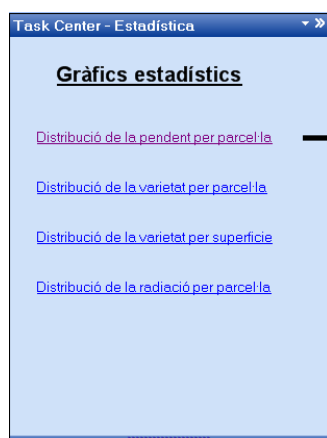 Task Center - Estadística
Gràfics estadístics
Distribució de la pendent per parcel·la
Distribució de la varietat per parcel·la
Distribució de la varietat per superficie
Distribució de la radiació per parcel·la